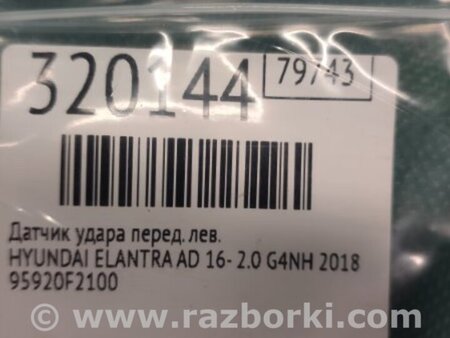 320144
79743
Датчик удара перед. лев.
HYUNDAI ELANTRA AD 16- 2.0 G4NH 2018
95920F2100
www.razborki.com